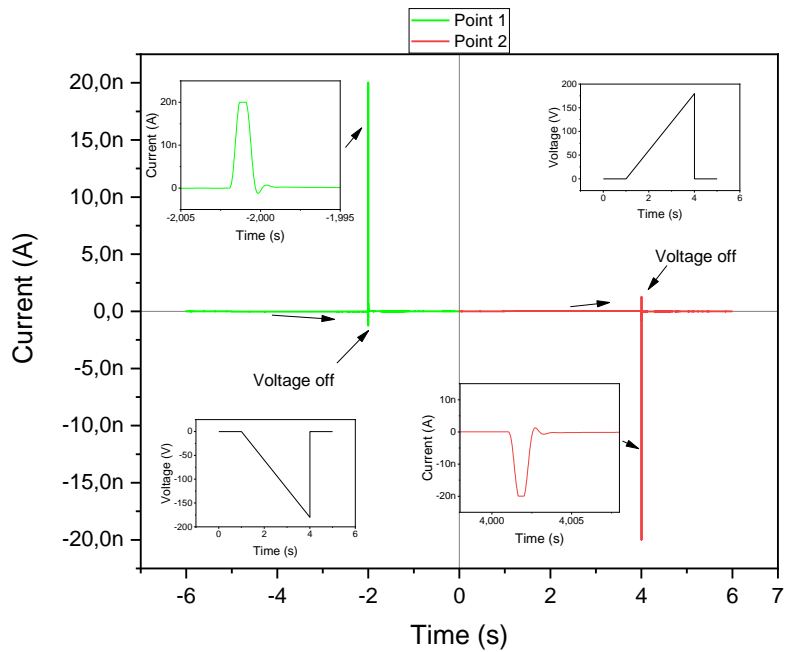 Point 1
Point 2
Current (A)
20,0n
15,0n
10,0n
5,0n
0,0
-5,0n
-10,0n
-15,0n
-20,0n
-6
-4
-2
0
2
4
6
7
Time (s)
Current (A)
20n
10n
0
-2,005
-2,000
-1,995
Time (s)
Voltage (V)
200
150
100
50
0
0
2
4
6
Time (s)
Voltage off
Voltage off
Voltage (V)
0
-50
-100
-150
-200
0
2
4
6
Time (s)
Current (A)
10n
0
-10n
-20n
4,000
4,005
Time (s)